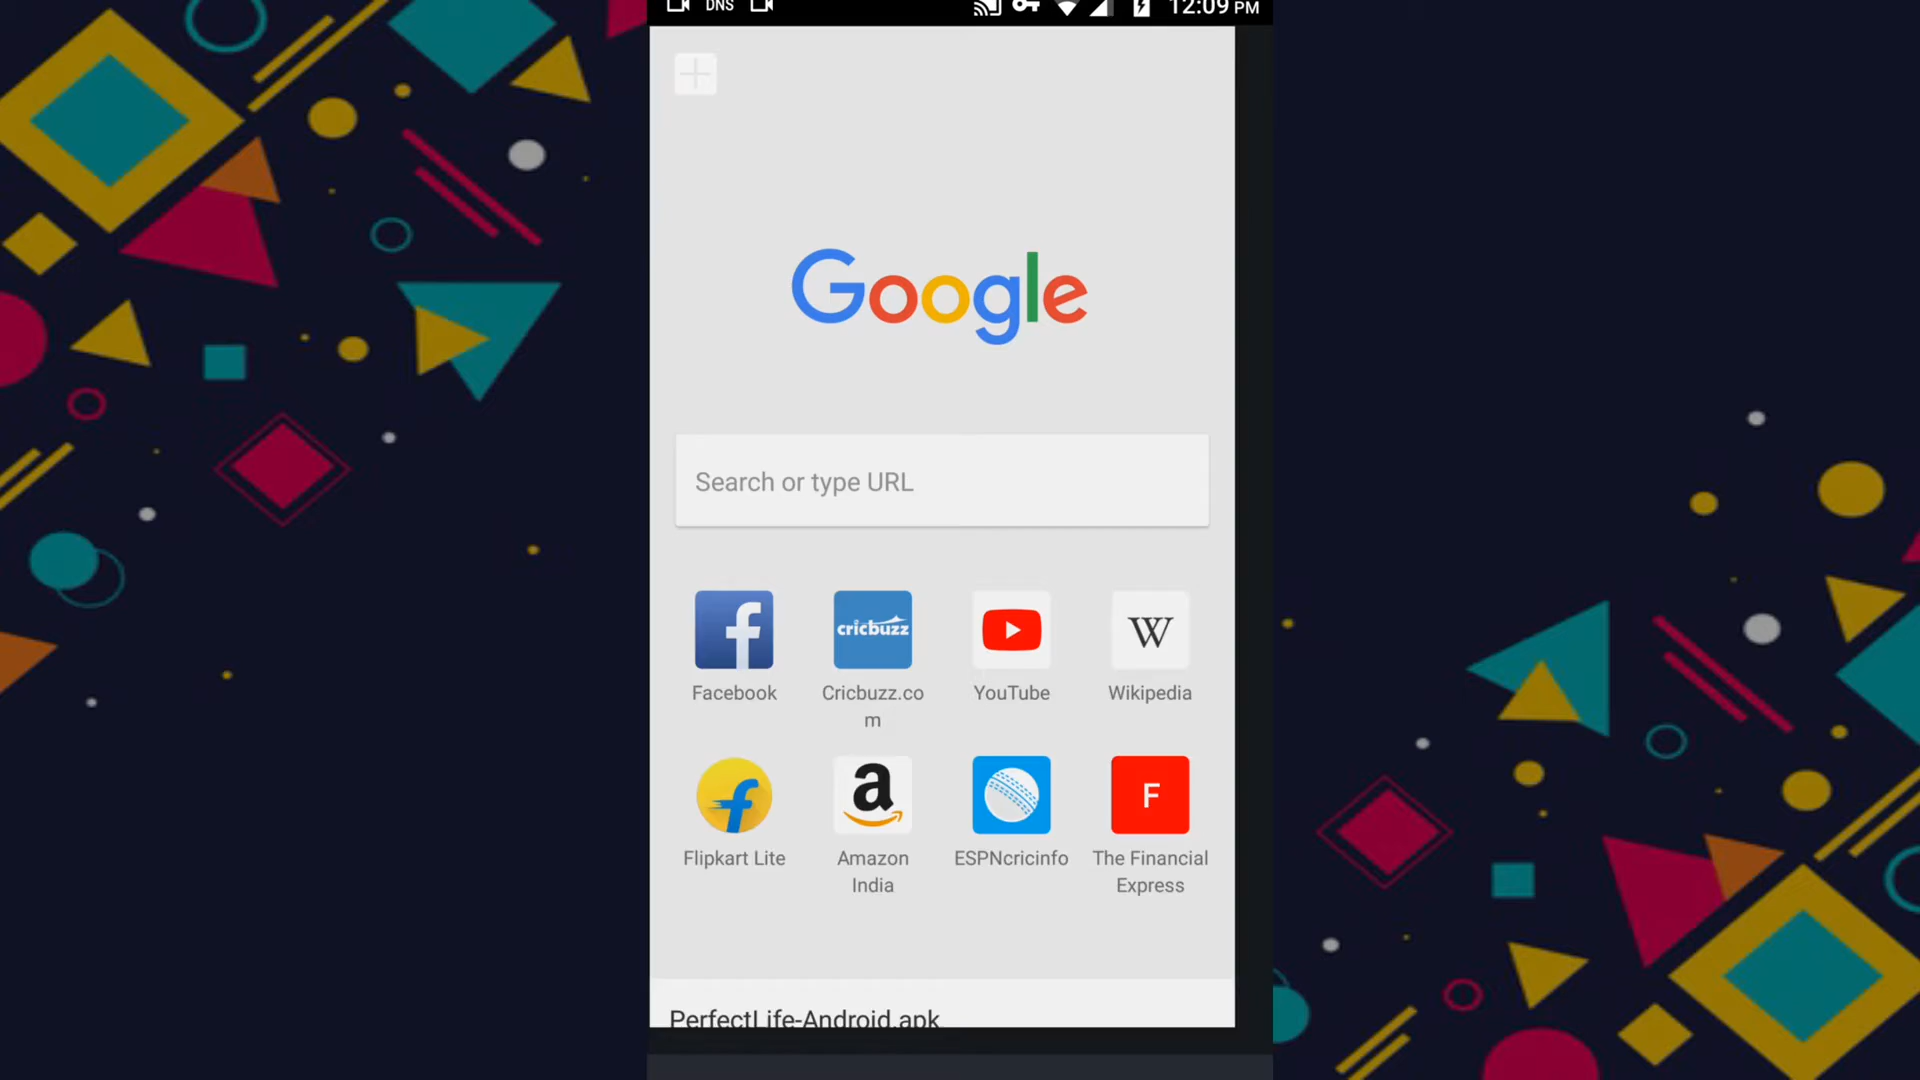 DNS 12:09 PM
Google
Search or type URL
cricbuzz
W
Facebook Cricbuzz.co
m YouTube Wikipedia
f a F
Flipkart Lite Amazon
India ESPNcricinfo The Financial
Express
PerfectLife-Android.apk